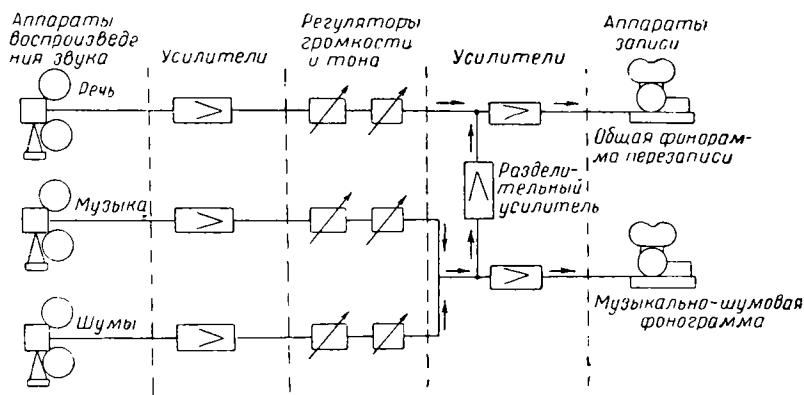 Аппараты
воспроизведе
ния звука
Усилители
Регуляторы
громкости
и тона
Усилители
Аппараты
записи
Речь
Общая финорам-
ма перезаписи
Раздели-
тельный
усилитель
Музыка
Музыкально-шумовая
фонограмма
Шумы